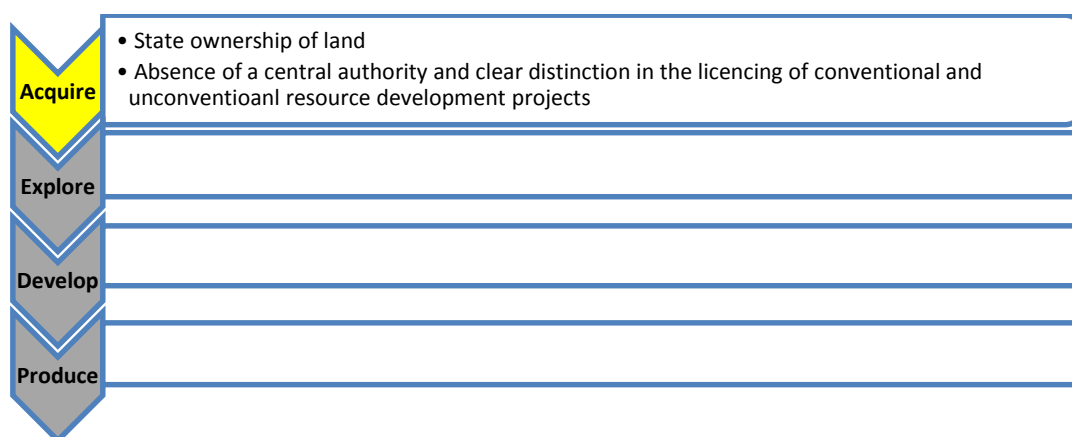 Acquire
• State ownership of land
• Absence of a central authority and clear distinction in the licencing of conventional and
unconventioanl resource development projects
Explore
Develop
Produce